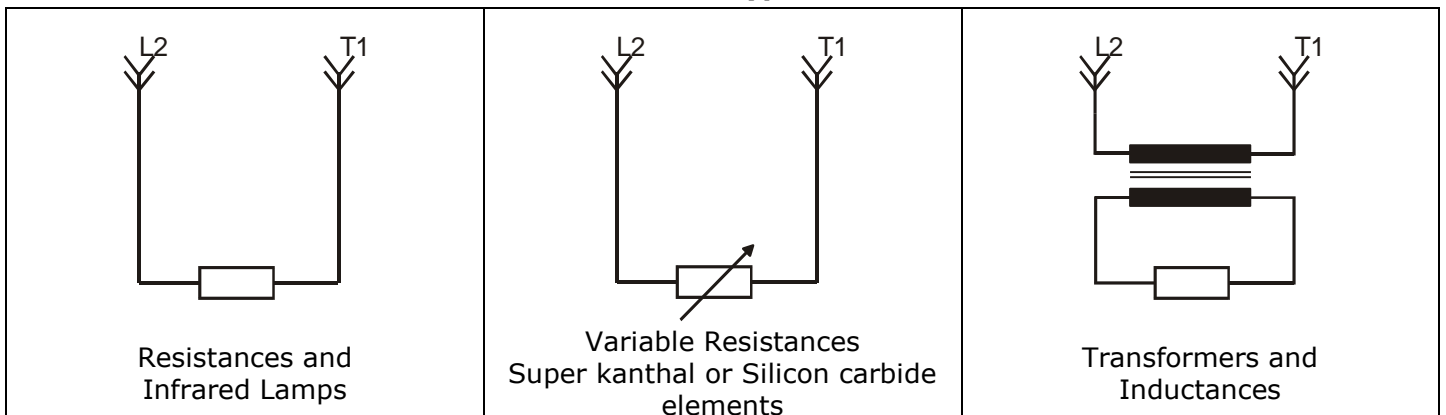 L2 T1
L2 T1
L2 T1
Resistances and
Infrared Lamps
Variable Resistances
Super kanthal or Silicon carbide
elements
Transformers and
Inductances